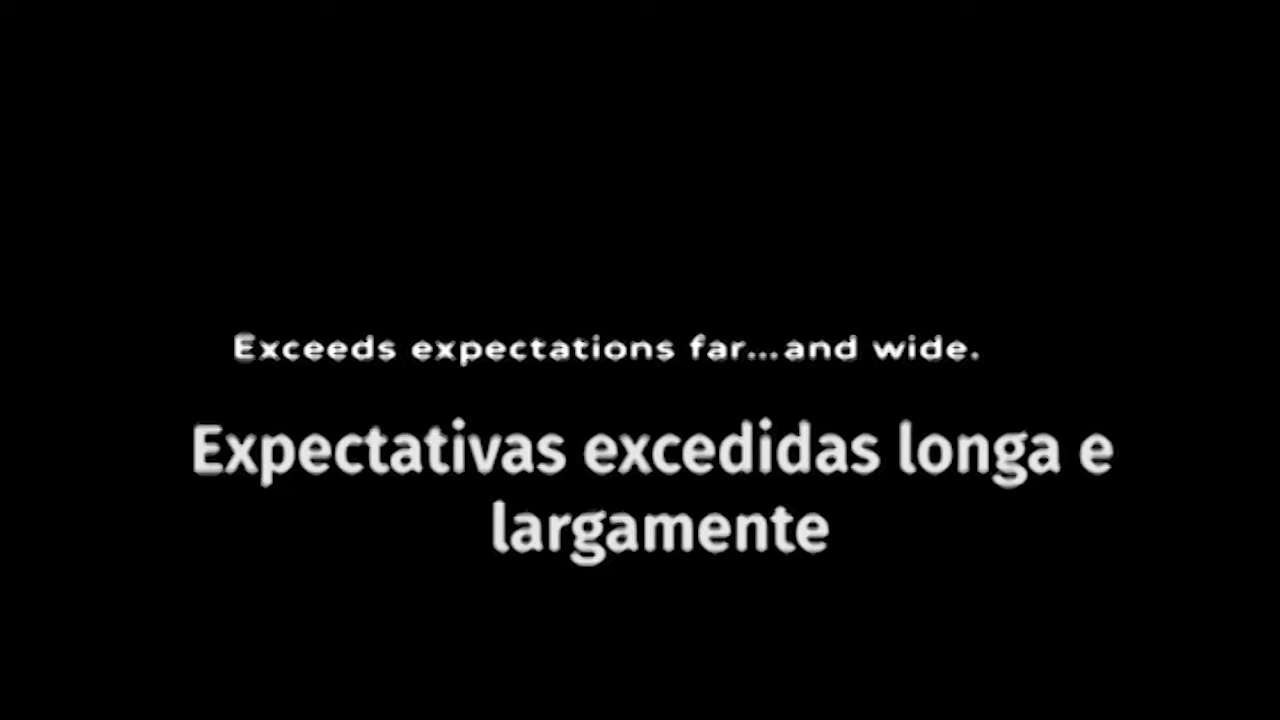 Exceeds expectations far...and wide.
Expectativas excedidas longa e
largamente